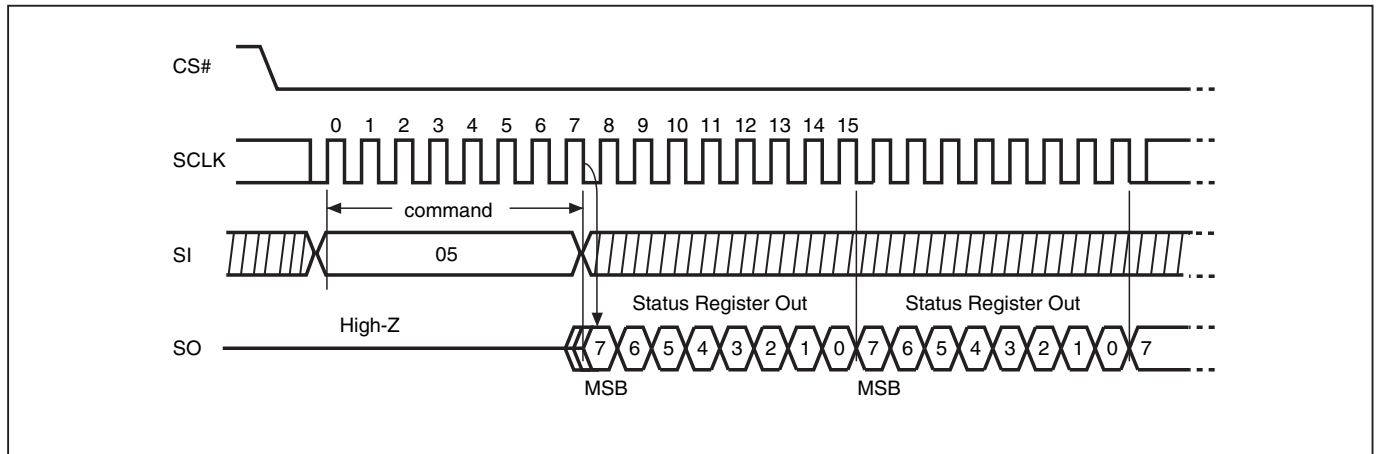 CS#
0 1 2 3 4 5 6 7 8 9 10 11 12 13 14 15
SCLK
command
SI
05
Status Register Out Status Register Out
High-Z
SO
7 6 5 4 3 2 1 0 7 6 5 4 3 2 1 0 7
MSB MSB